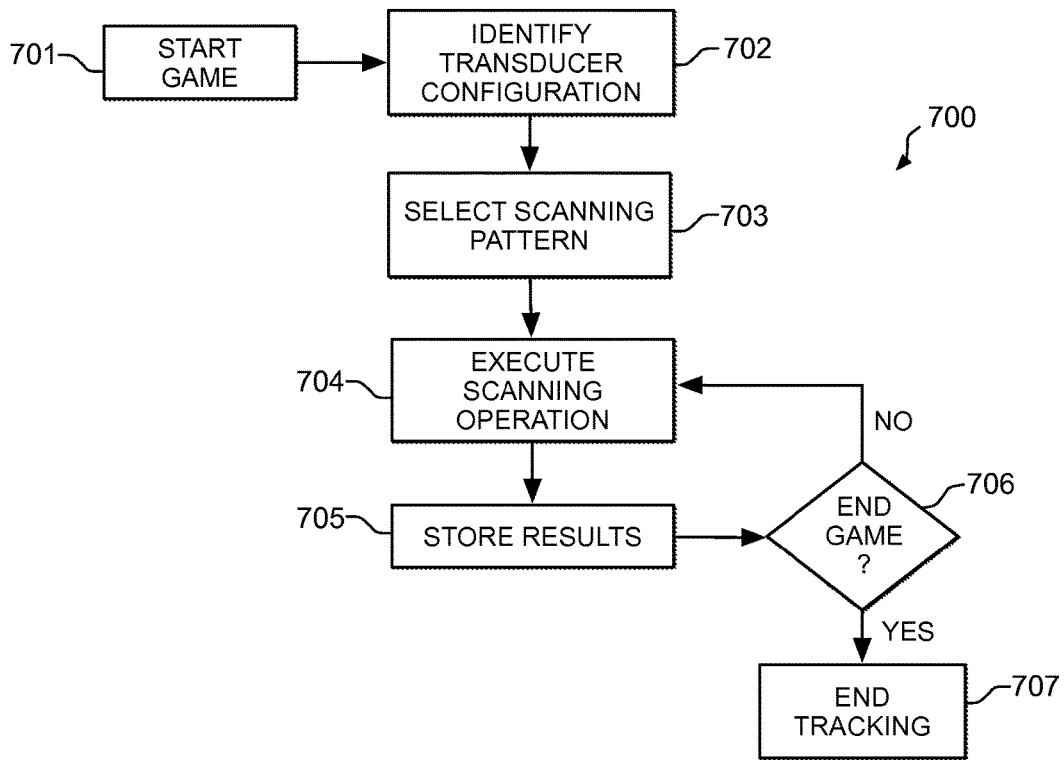 701
START
GAME
IDENTIFY
TRANSDUCER
CONFIGURATION
702
700
SELECT SCANNING
PATTERN
703
704
EXECUTE
SCANNING
OPERATION
NO
705
STORE RESULTS
END
GAME
?
706
YES
END
TRACKING
707